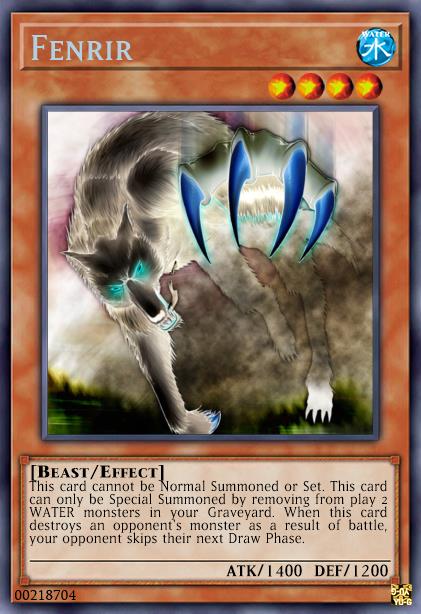 Fenrir
WATER
水
[Beast/Effect]
This card cannot be Normal Summoned or Set. This card
can only be Special Summoned by removing from play 2
WATER monsters in your Graveyard. When this card
destroys an opponent's monster as a result of battle,
your opponent skips their next Draw Phase.
ATK/1400 DEF/1200
00218704